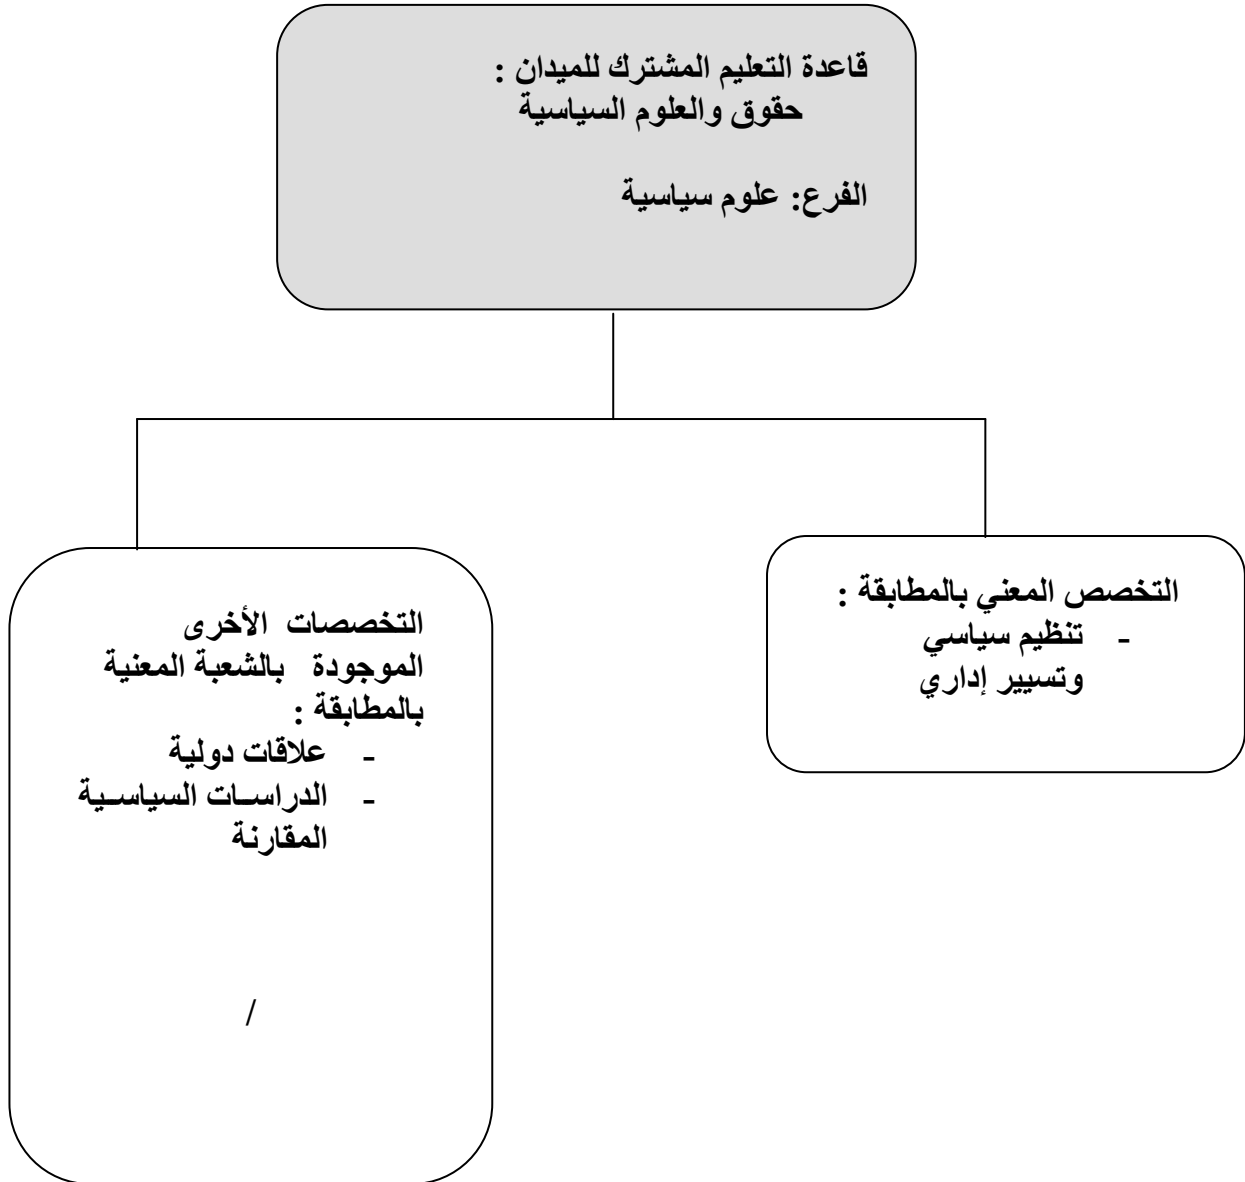 قاعدة التعليم المشترك للميدان :
حقوق والعلوم السياسية
الفرع: علوم سياسية
التخصص المعني بالمطابقة :
- تنظيم سياسي
وتسيير إداري
التخصصات الأخرى
الموجودة بالشعبة المعنية
بالمطابقة :
- علاقات دولية
- الدراسات السياسية
المقارنة
/